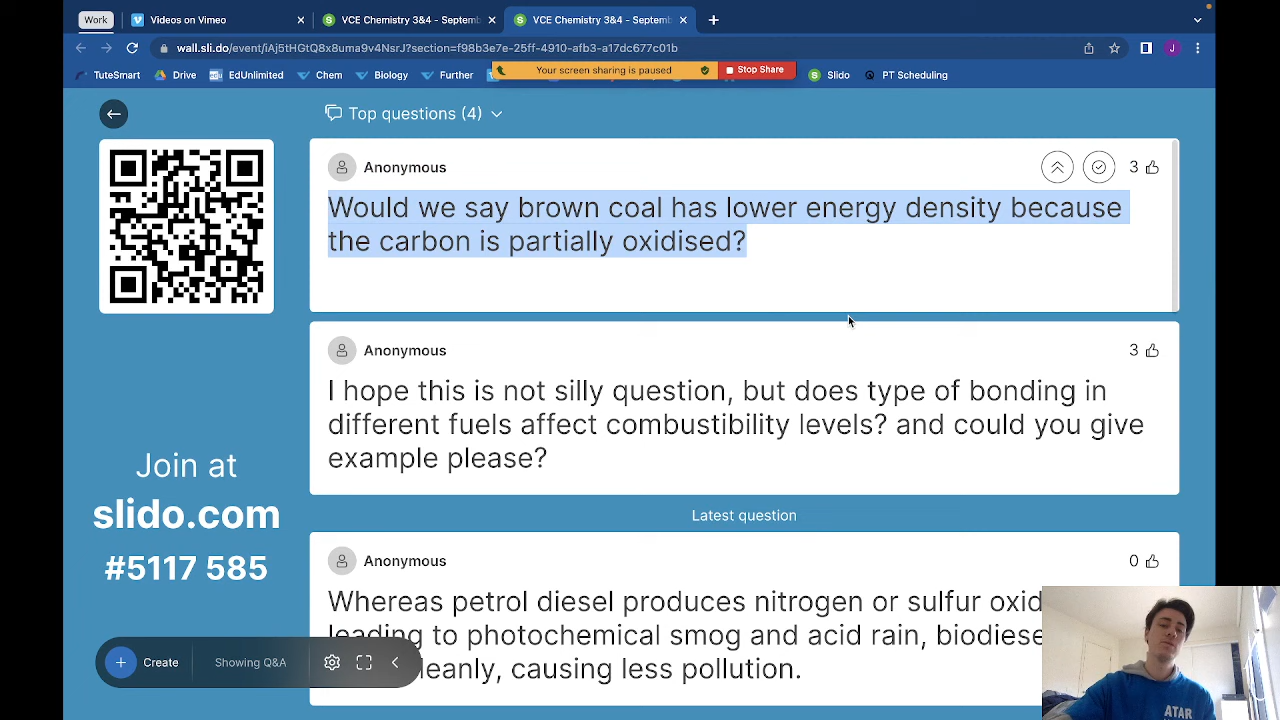 Work
Videos on Vimeo
VCE Chemistry 3&4 - Septemb
VCE Chemistry 3&4 - Septemb
wall.sli.do/event/iAj5tHGtQ8x8uma9v4NsrJ?section=f98b3e7e-25ff-4910-afb3-a17dc677c01b
J
TuteSmart
Drive
EdUnlimited
Chem
Biology
Further
Your screen sharing is paused
Stop Share
Slido
PT Scheduling
Top questions (4)
Anonymous
3
Would we say brown coal has lower energy density because
the carbon is partially oxidised?
Anonymous
3
I hope this is not silly question, but does type of bonding in
different fuels affect combustibility levels? and could you give
example please?
Join at
slido.com
#5117 585
Latest question
Anonymous
0
Whereas petrol diesel produces nitrogen or sulfur oxid
leading to photochemical smog and acid rain, biodiese
leanly, causing less pollution.
Create
Showing Q&A
ATAR